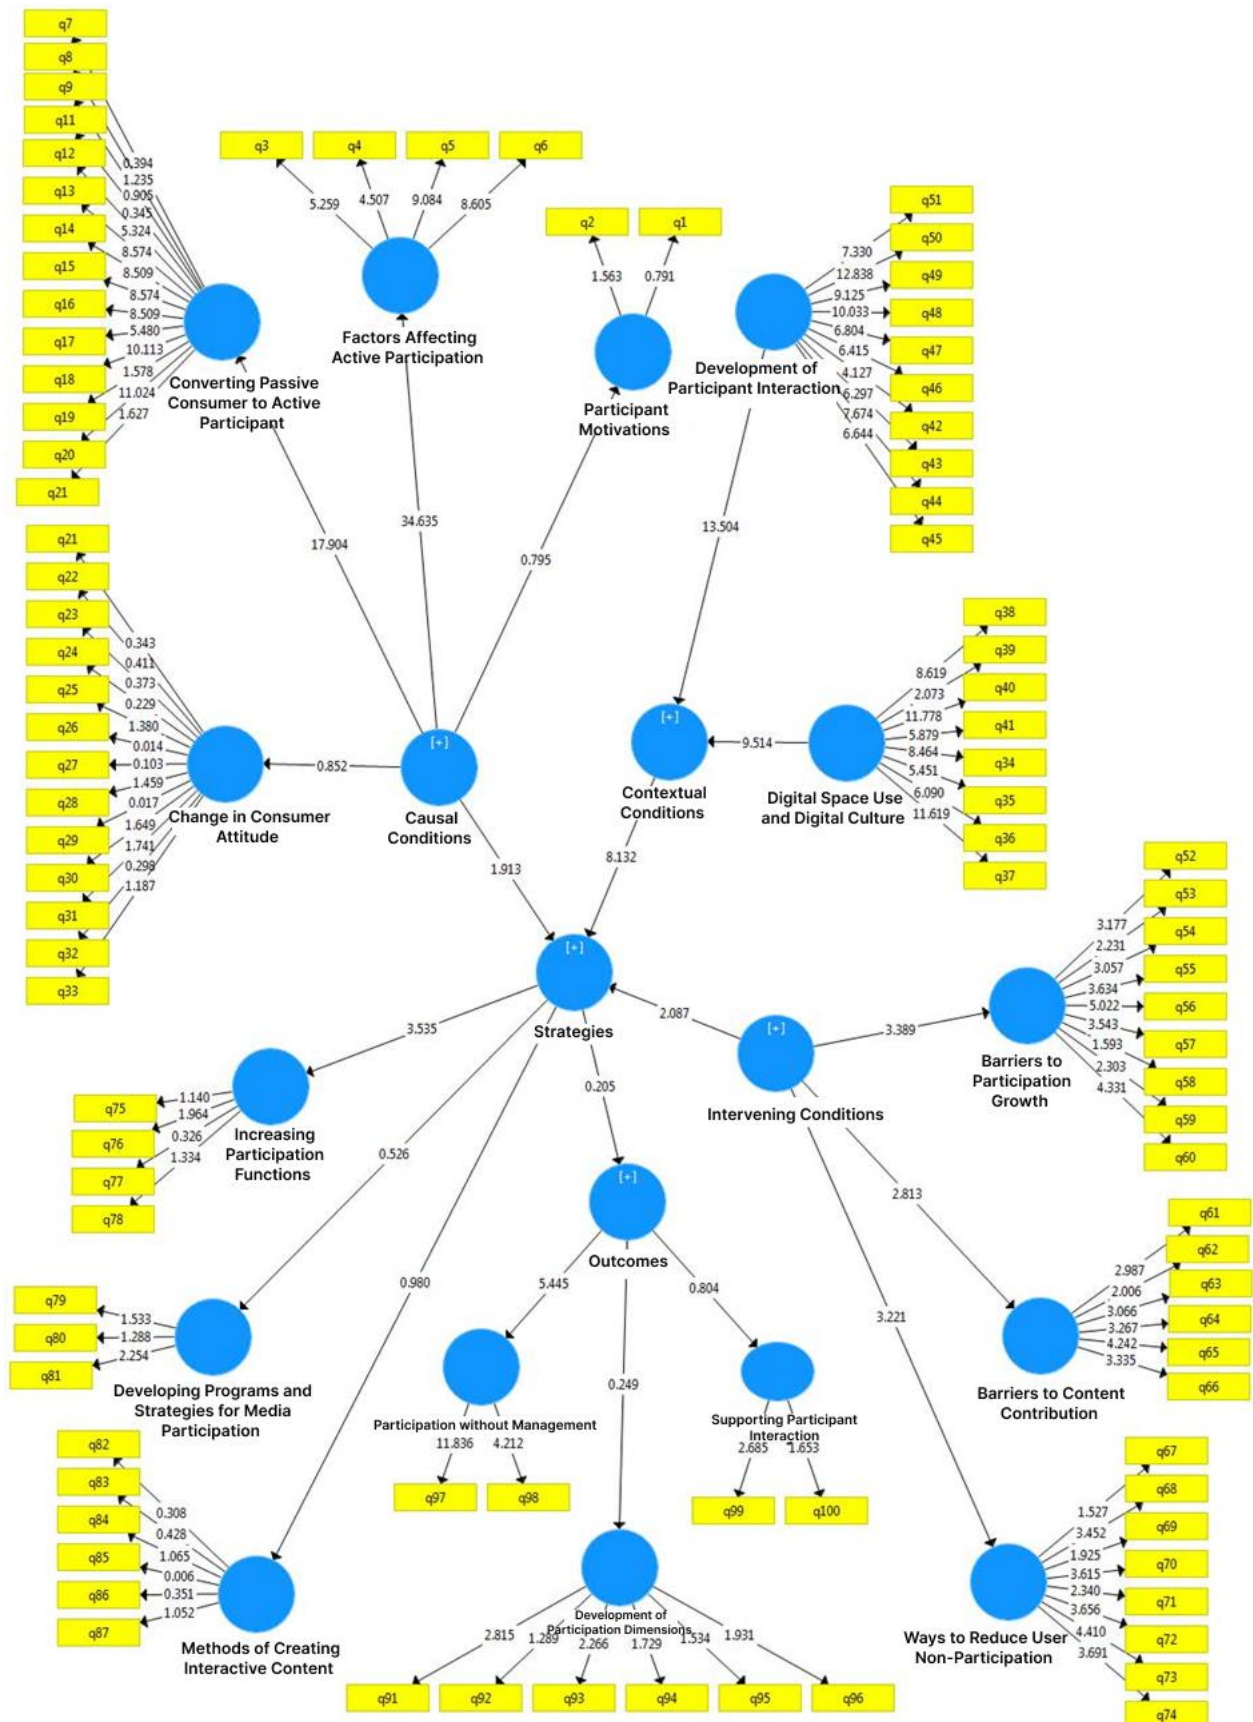 q7
q8
q9
q11
q12
q13
q14
q15
q16
q17
q18
q19
q20
q21
0.394
1.235
0.905
0.345
5.324
8.574
8.509
8.574
8.509
5.480
10.113
1.578
11.024
1.627
Converting Passive
Consumer to Active
Participant
q3
q4
q5
q6
5.259
4.507
9.084
8.605
Factors Affecting
Active Participation
q2
q1
1.563
0.791
Participant
Motivations
q51
q50
q49
q48
q47
q46
q42
q43
q44
q45
7.330
12.838
9.125
10.033
6.804
6.415
4.127
6.297
7.674
6.644
Development of
Participant Interaction
17.904
34.635
0.795
13.504
q21
q22
q23
q24
q25
q26
q27
q28
q29
q30
q31
q32
q33
0.343
0.411
0.373
0.229
1.380
0.014
0.103
1.459
0.017
1.649
1.741
0.298
1.187
Change in Consumer
Attitude
0.852
[+]
Causal
Conditions
[+]
Contextual
Conditions
9.514
q38
q39
q40
q41
q34
q35
q36
q37
8.619
2.073
11.778
5.879
8.464
5.451
6.090
11.619
Digital Space Use
and Digital Culture
1.913
8.132
[+]
Strategies
2.087
[+]
Intervening Conditions
3.389
q52
q53
q54
q55
q56
q57
q58
q59
q60
3.177
2.231
3.057
3.634
5.022
3.543
1.593
2.303
4.331
Barriers to
Participation
Growth
3.535
0.526
0.980
0.205
2.813
3.221
q75
q76
q77
q78
1.140
1.964
0.326
1.334
Increasing
Participation
Functions
[+]
Outcomes
5.445
0.249
0.804
q61
q62
q63
q64
q65
q66
2.987
2.006
3.066
3.267
4.242
3.335
Barriers to Content
Contribution
q79
q80
q81
1.533
1.288
2.254
Developing Programs and
Strategies for Media
Participation
Participation without Management
11.836
4.212
q97
q98
Supporting Participant
Interaction
2.685
1.653
q99
q100
q82
q83
q84
q85
q86
q87
0.308
0.428
1.065
0.006
0.351
1.052
Methods of Creating
Interactive Content
Development of
Participation Dimensions
2.815
1.289
2.266
1.729
1.534
1.931
q91
q92
q93
q94
q95
q96
q67
q68
q69
q70
q71
q72
q73
q74
1.527
3.452
1.925
3.615
2.340
3.656
4.410
3.691
Ways to Reduce User
Non-Participation